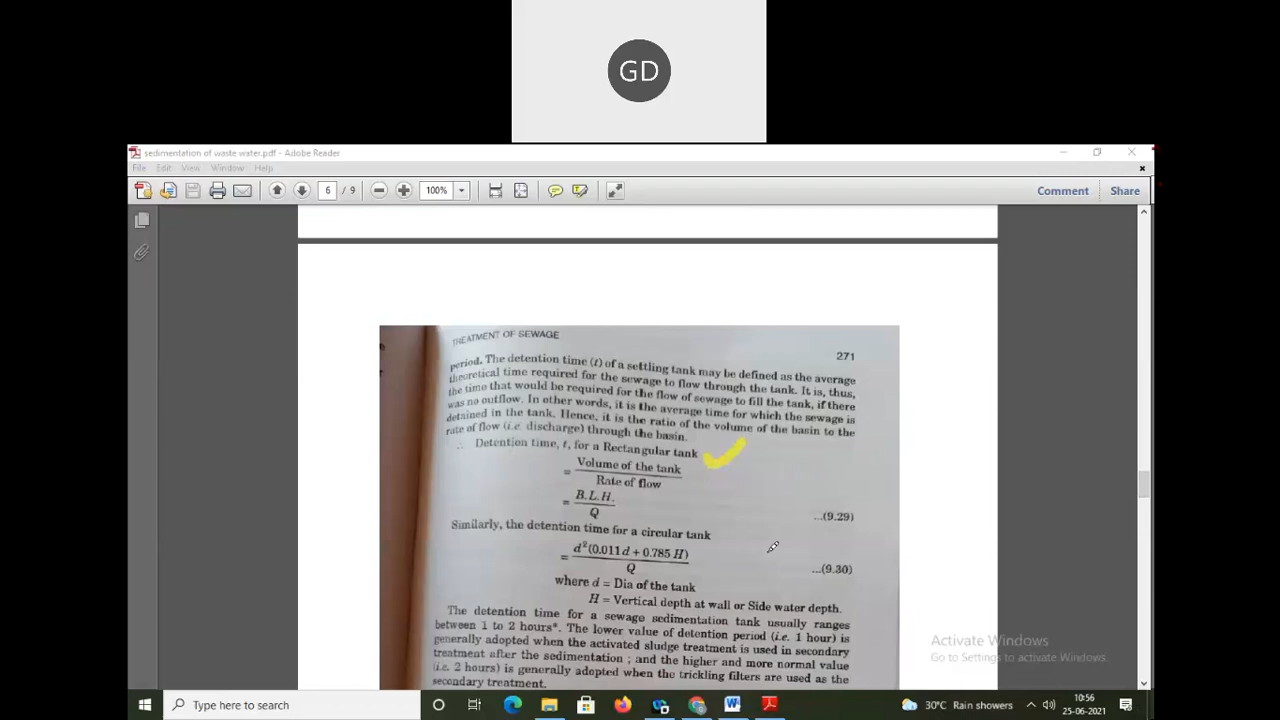 GD
sedimentation of waste water.pdf - Adobe Reader
File Edit View Window Help
6 / 9 100% Comment Share
THEATMENT OF SEWAGE 271
period. The detention time (t) of a settling tank may be defined as the average
theoretical time required for the sewage to flow through the tank. It is, thus,
the time that would be required for the flow of sewage to fill the tank, if there
was no outflow. In other words, it is the average time for which the sewage is
detained in the tank. Hence, it is the ratio of the volume of the basin to the
rate of flow (i.e. discharge) through the basin.
∴ Detention time, t, for a Rectangular tank
= Volume of the tank
Rate of flow
= B.L.H.
Q ...(9.29)
Similarly, the detention time for a circular tank
= d²(0.011d + 0.785 H)
Q ...(9.30)
where d = Dia of the tank
H = Vertical depth at wall or Side water depth.
The detention time for a sewage sedimentation tank usually ranges
between 1 to 2 hours*. The lower value of detention period (i.e. 1 hour) is
generally adopted when the activated sludge treatment is used in secondary
treatment after the sedimentation ; and the higher and more normal value
(i.e. 2 hours) is generally adopted when the trickling filters are used as the
secondary treatment.
Activate Windows
Go to Settings to activate Windows.
Type here to search
30°C Rain showers
10:56
25-06-2021